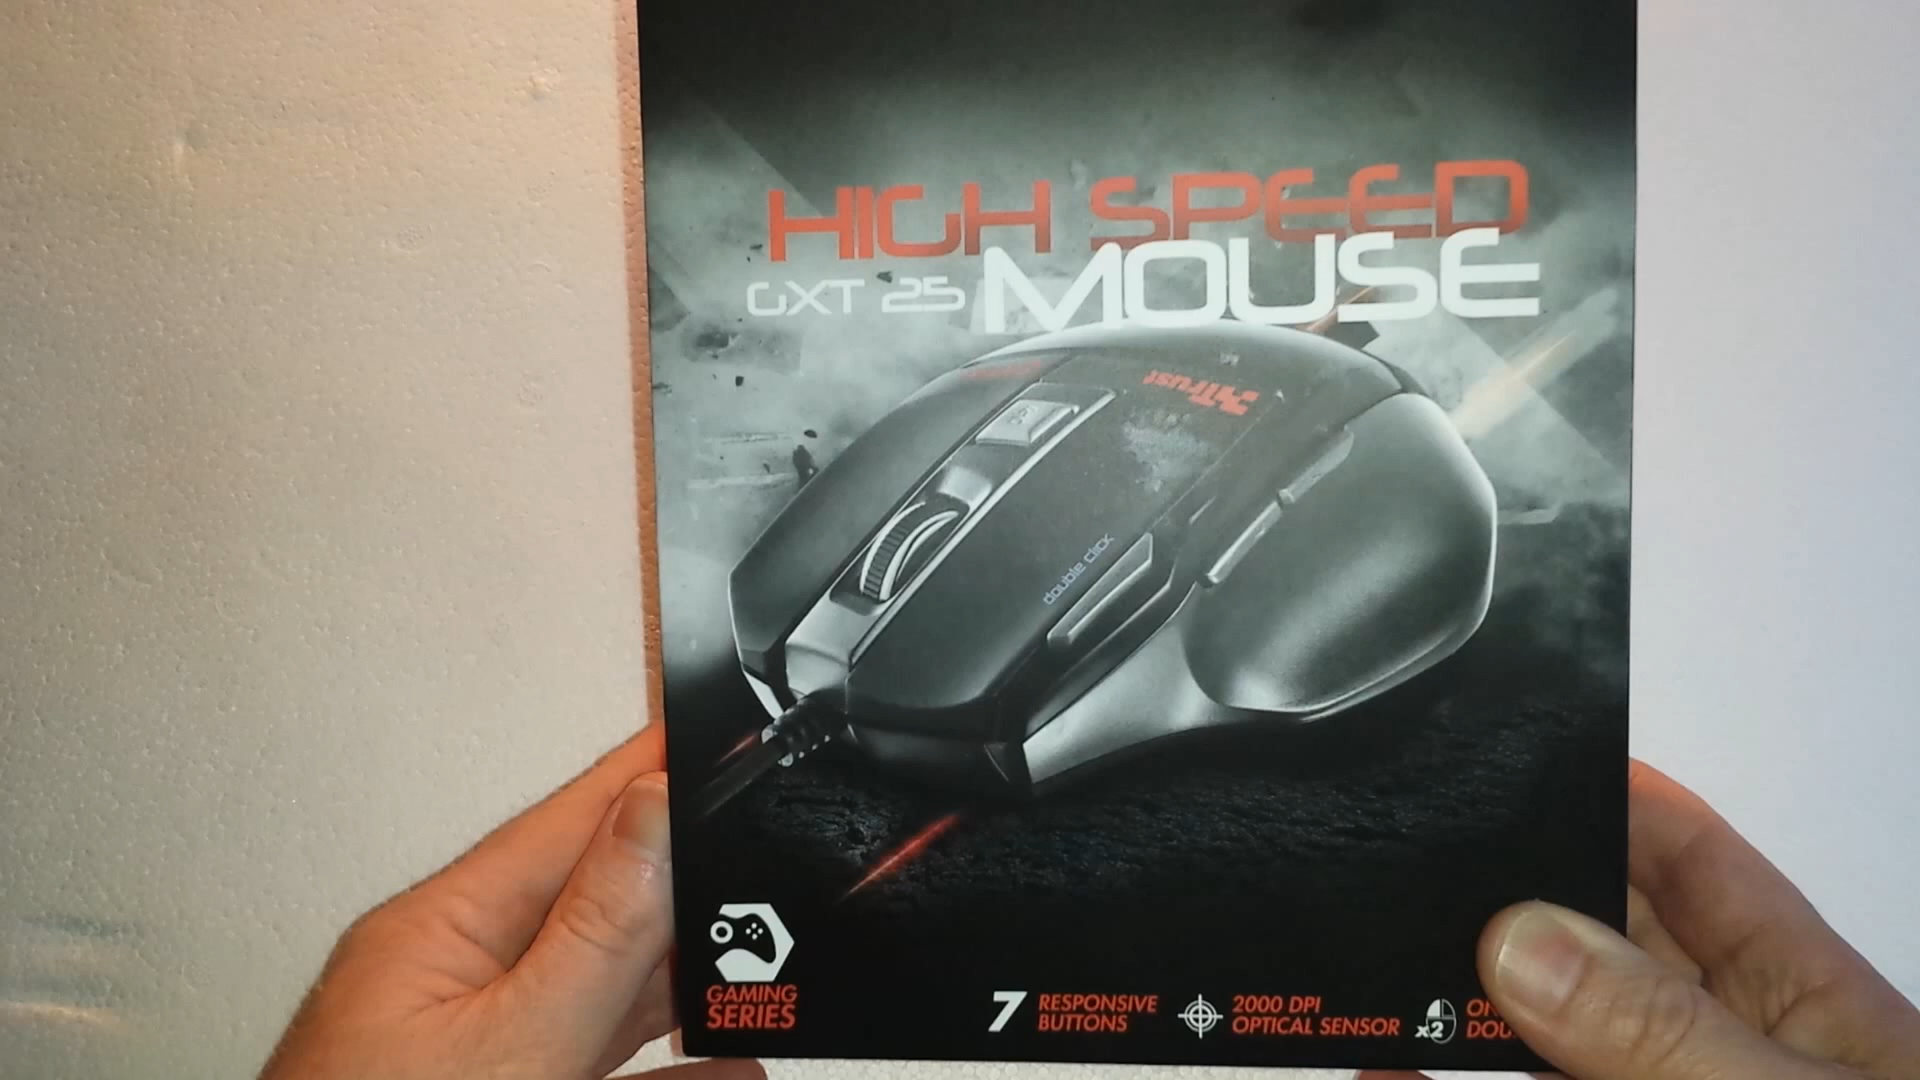 HIGH SPEED
GXT 25 MOUSE
Trust
double click
GAMING
SERIES
7 RESPONSIVE
BUTTONS
2000 DPI
OPTICAL SENSOR
x2